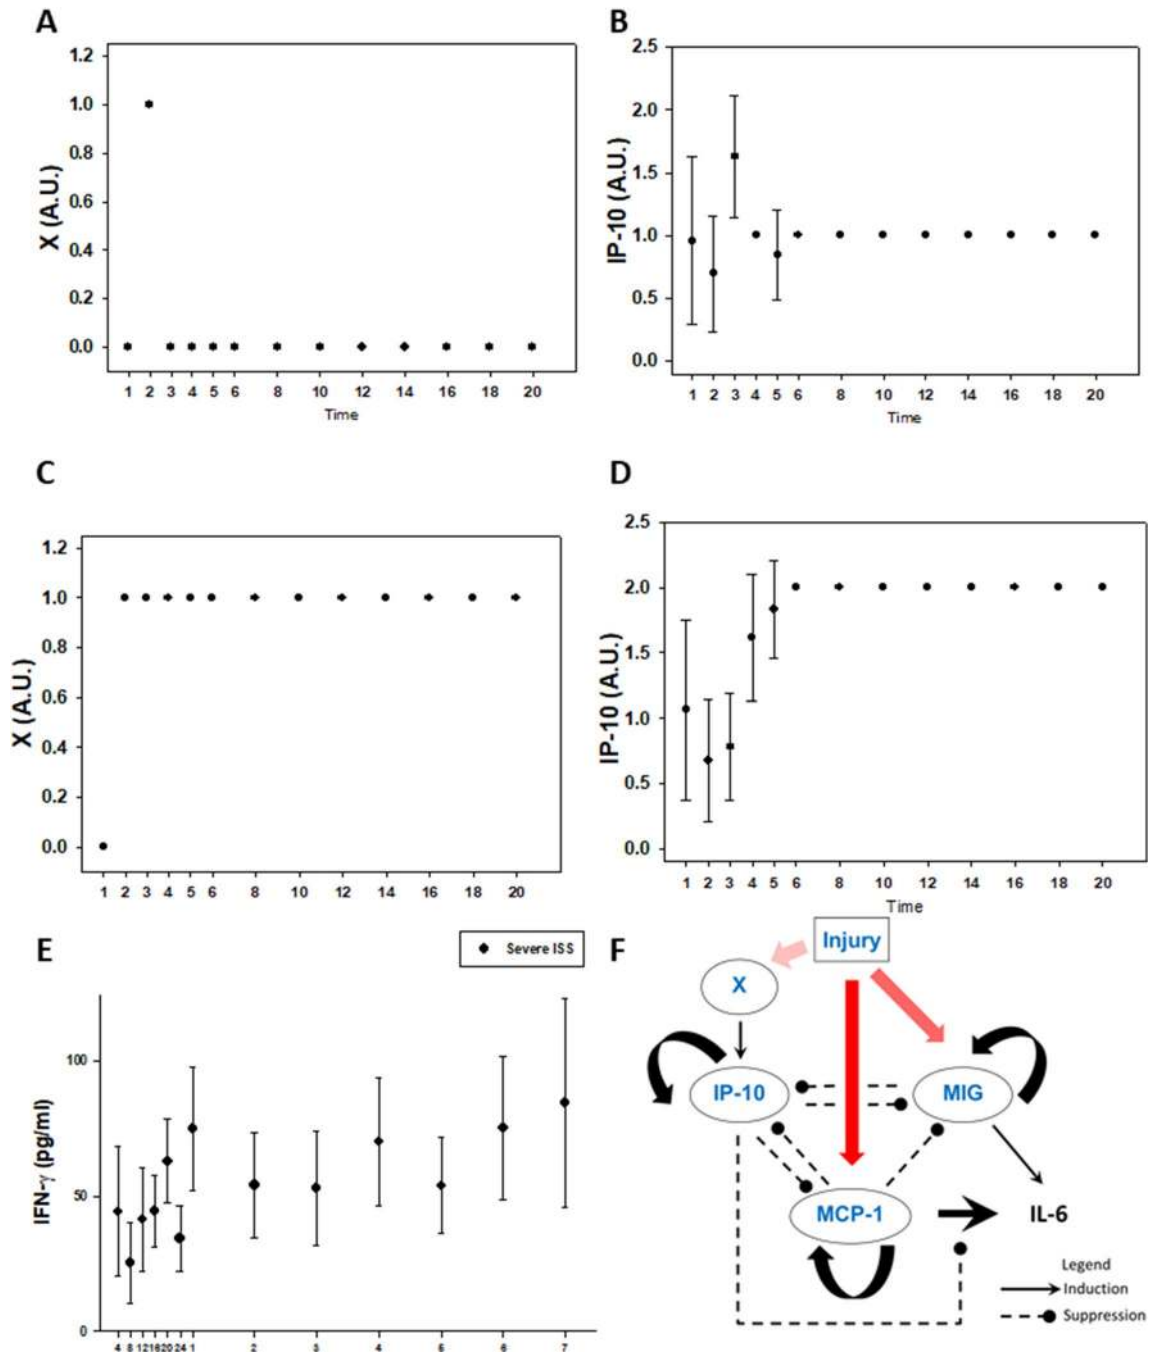 A
X (A.U.)
1.2
1.0
0.8
0.6
0.4
0.2
0.0
1 2 3 4 5 6 8 10 12 14 16 18 20
Time
B
IP-10 (A.U.)
2.5
2.0
1.5
1.0
0.5
0.0
1 2 3 4 5 6 8 10 12 14 16 18 20
Time
C
X (A.U.)
1.2
1.0
0.8
0.6
0.4
0.2
0.0
1 2 3 4 5 6 8 10 12 14 16 18 20
D
IP-10 (A.U.)
2.5
2.0
1.5
1.0
0.5
0.0
1 2 3 4 5 6 8 10 12 14 16 18 20
Time
E
Severe ISS
IFN-γ (pg/ml)
100
50
0
4 8 12 16 20 24 1 2 3 4 5 6 7
F
Injury
X
IP-10
MIG
MCP-1
IL-6
Legend
Induction
Suppression